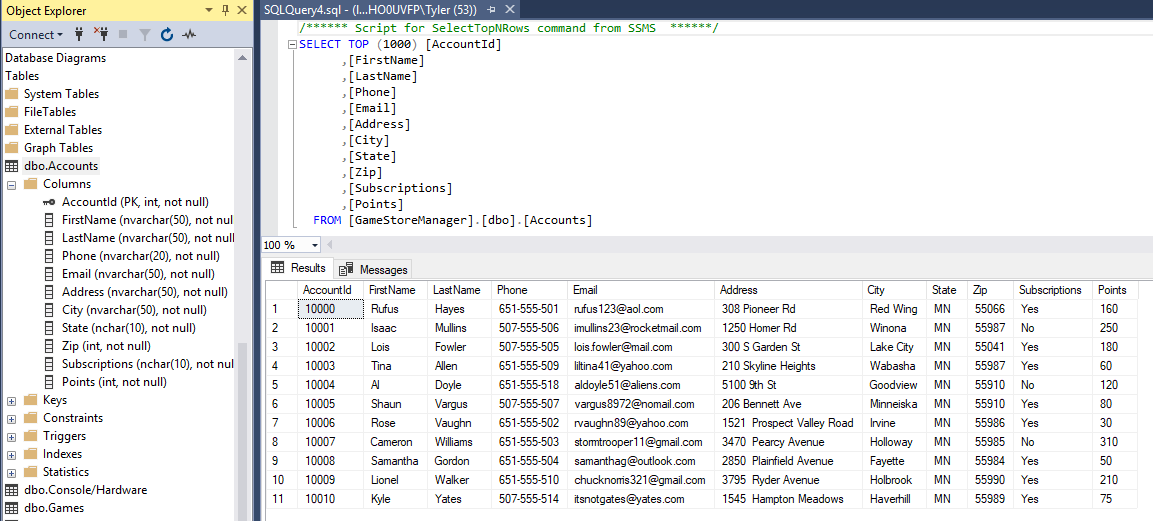 Object Explorer
Connect
Database Diagrams
Tables
System Tables
FileTables
External Tables
Graph Tables
dbo.Accounts
Columns
AccountId (PK, int, not null)
FirstName (nvarchar(50), not nul
LastName (nvarchar(50), not nul
Phone (nvarchar(20), not null)
Email (nvarchar(50), not null)
Address (nvarchar(50), not null)
City (nvarchar(50), not null)
State (nchar(10), not null)
Zip (int, not null)
Subscriptions (nchar(10), not null)
Points (int, not null)
Keys
Constraints
Triggers
Indexes
Statistics
dbo.Console/Hardware
dbo.Games
SQLQuery4.sql - (l...HO0UVFP\Tyler (53))
/****** Script for SelectTopNRows command from SSMS ******/
SELECT TOP (1000) [AccountId]
,[FirstName]
,[LastName]
,[Phone]
,[Email]
,[Address]
,[City]
,[State]
,[Zip]
,[Subscriptions]
,[Points]
FROM [GameStoreManager].[dbo].[Accounts]
100 %
Results Messages
AccountId FirstName LastName Phone Email Address City State Zip Subscriptions Points
1 10000 Rufus Hayes 651-555-501 rufus123@aol.com 308 Pioneer Rd Red Wing MN 55066 Yes 160
2 10001 Isaac Mullins 507-555-506 imullins23@rocketmail.com 1250 Homer Rd Winona MN 55987 No 250
3 10002 Lois Fowler 507-555-505 lois.fowler@mail.com 300 S Garden St Lake City MN 55041 Yes 180
4 10003 Tina Allen 651-555-509 liltina41@yahoo.com 210 Skyline Heights Wabasha MN 55987 Yes 60
5 10004 Al Doyle 651-555-518 aldoyle51@aliens.com 5100 9th St Goodview MN 55910 No 120
6 10005 Shaun Vargus 507-555-507 vargus8972@nomail.com 206 Bennett Ave Minneiska MN 55910 Yes 80
7 10006 Rose Vaughn 651-555-502 rvaughn89@yahoo.com 1521 Prospect Valley Road Irvine MN 55986 Yes 30
8 10007 Cameron Williams 651-555-503 stormtrooper11@gmail.com 3470 Pearcy Avenue Holloway MN 55985 No 310
9 10008 Samantha Gordon 651-555-504 samanthag@outlook.com 2850 Plainfield Avenue Fayette MN 55984 Yes 50
10 10009 Lionel Walker 651-555-510 chucknorris321@gmail.com 3795 Ryder Avenue Holbrook MN 55990 Yes 210
11 10010 Kyle Yates 507-555-514 itsnotgates@yates.com 1545 Hampton Meadows Haverhill MN 55989 Yes 75